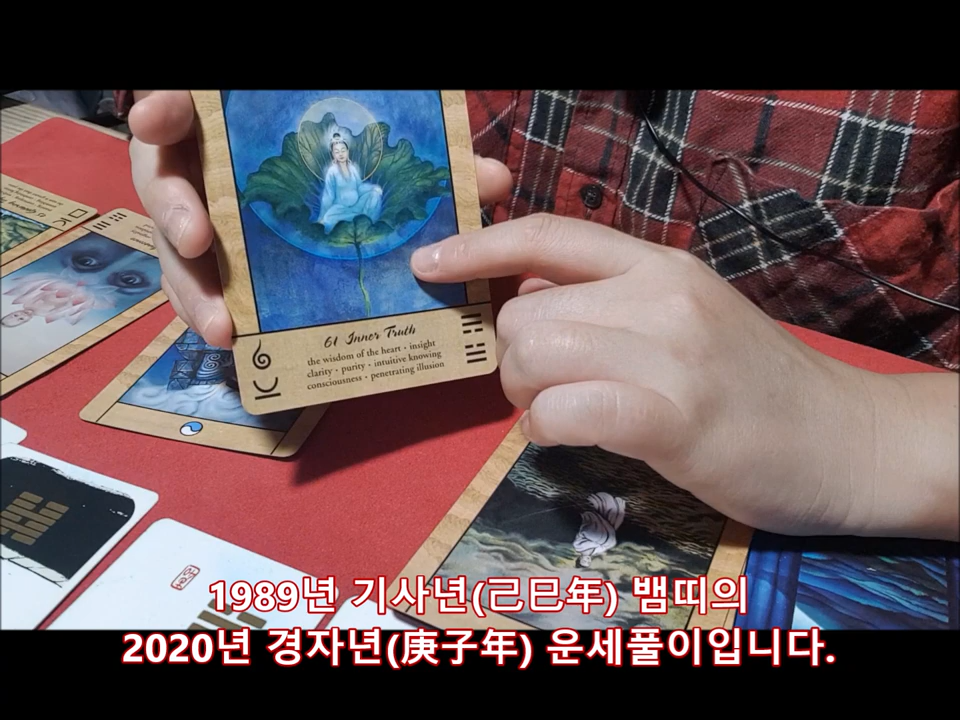 61 Inner Truth
the wisdom of the heart • insight
clarity • purity • intuitive knowing
consciousness • penetrating illusion
1989년 기사년(己巳年) 뱀띠의
2020년 경자년(庚子年) 운세풀이입니다.